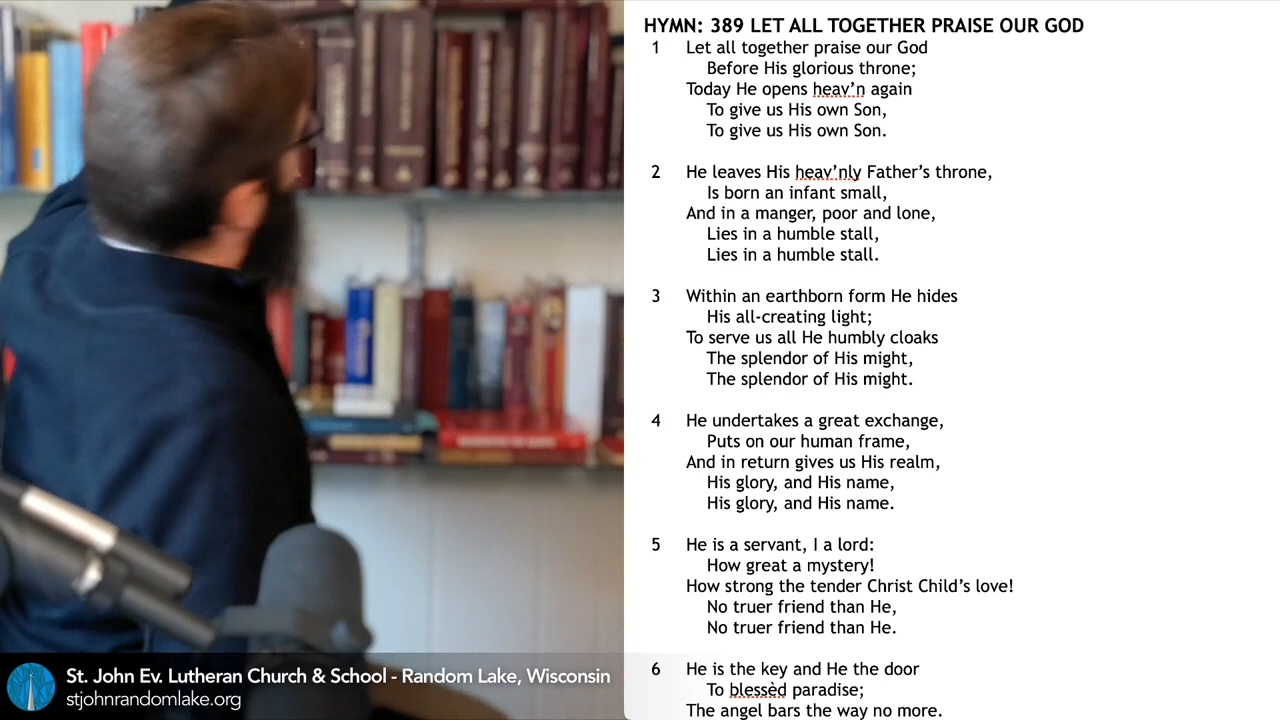 HYMN: 389 LET ALL TOGETHER PRAISE OUR GOD
1 Let all together praise our God
Before His glorious throne;
Today He opens heav’n again
To give us His own Son,
To give us His own Son.
2 He leaves His heav’nly Father’s throne,
Is born an infant small,
And in a manger, poor and lone,
Lies in a humble stall,
Lies in a humble stall.
3 Within an earthborn form He hides
His all-creating light;
To serve us all He humbly cloaks
The splendor of His might,
The splendor of His might.
4 He undertakes a great exchange,
Puts on our human frame,
And in return gives us His realm,
His glory, and His name,
His glory, and His name.
5 He is a servant, I a lord:
How great a mystery!
How strong the tender Christ Child’s love!
No truer friend than He,
No truer friend than He.
6 He is the key and He the door
To blessèd paradise;
The angel bars the way no more.
St. John Ev. Lutheran Church & School - Random Lake, Wisconsin
stjohnrandomlake.org